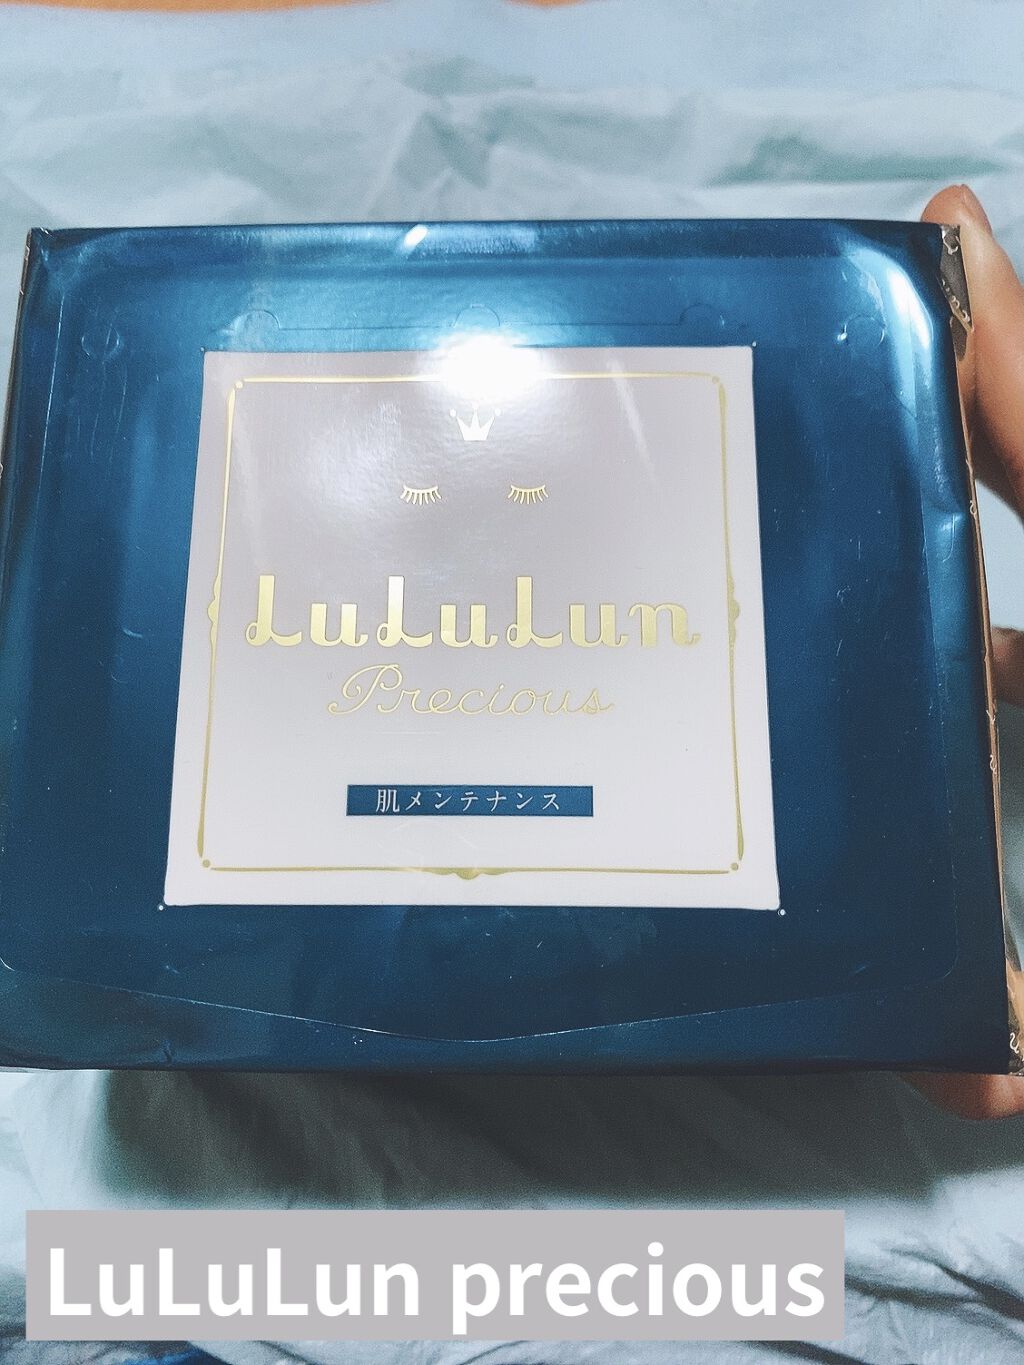 LuLuLun
Precious
肌メンテナンス
LuLuLun precious